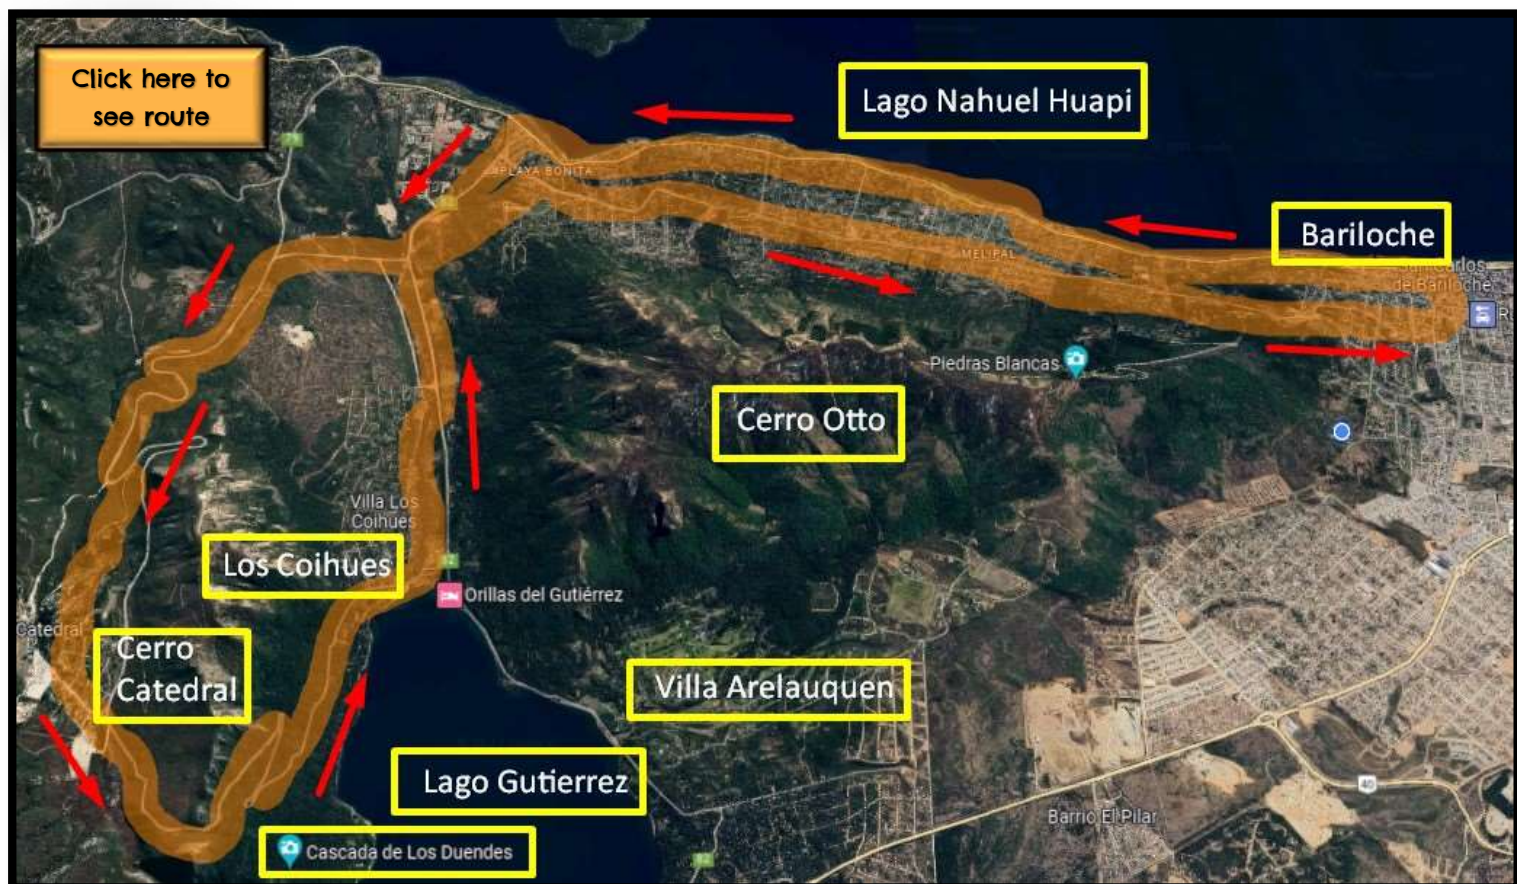 Click here to
see route
Lago Nahuel Huapi
PLAYA BONITA
Bariloche
MELIPAL
San Carlos
de Bariloche
Piedras Blancas
Cerro Otto
Villa Los
Coihues
Los Coihues
Orillas del Gutiérrez
Catedral
Cerro
Catedral
Villa Arelauquen
Lago Gutierrez
40
Barrio El Pilar
Cascada de Los Duendes